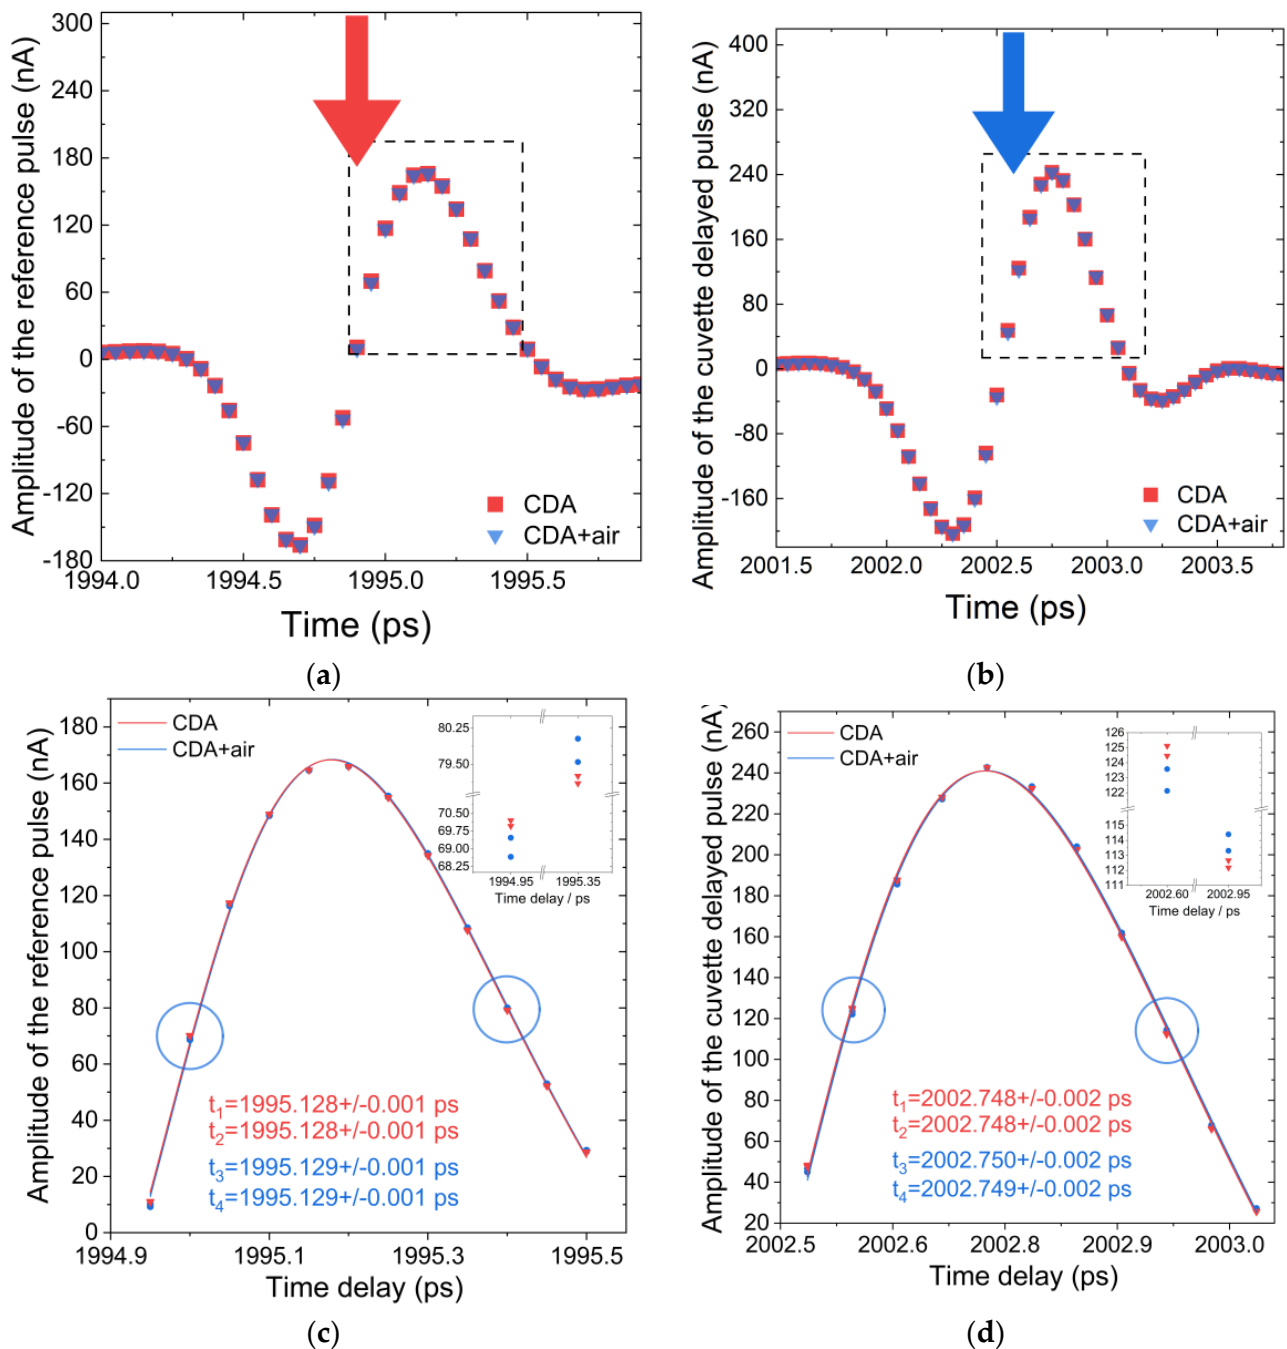 Amplitude of the reference pulse (nA)
300
240
180
120
60
0
-60
-120
-180
1994.0
1994.5
1995.0
1995.5
Time (ps)
CDA
CDA+air
(a)
Amplitude of the cuvette delayed pulse (nA)
400
320
240
160
80
0
-80
-160
2001.5
2002.0
2002.5
2003.0
2003.5
Time (ps)
CDA
CDA+air
(b)
Amplitude of the reference pulse (nA)
180
160
140
120
100
80
60
40
20
0
1994.9
1995.1
1995.3
1995.5
Time delay (ps)
CDA
CDA+air
80.25
79.50
70.50
69.75
69.00
68.25
1994.95
1995.35
Time delay / ps
t1=1995.128+/-0.001 ps
t2=1995.128+/-0.001 ps
t3=1995.129+/-0.001 ps
t4=1995.129+/-0.001 ps
(c)
Amplitude of the cuvette delayed pulse (nA)
260
240
220
200
180
160
140
120
100
80
60
40
20
2002.5
2002.6
2002.8
2002.9
2003.0
Time delay (ps)
CDA
CDA+air
126
125
124
123
122
115
114
113
112
111
2002.60
2002.95
Time delay / ps
t1=2002.748+/-0.002 ps
t2=2002.748+/-0.002 ps
t3=2002.750+/-0.002 ps
t4=2002.749+/-0.002 ps
(d)